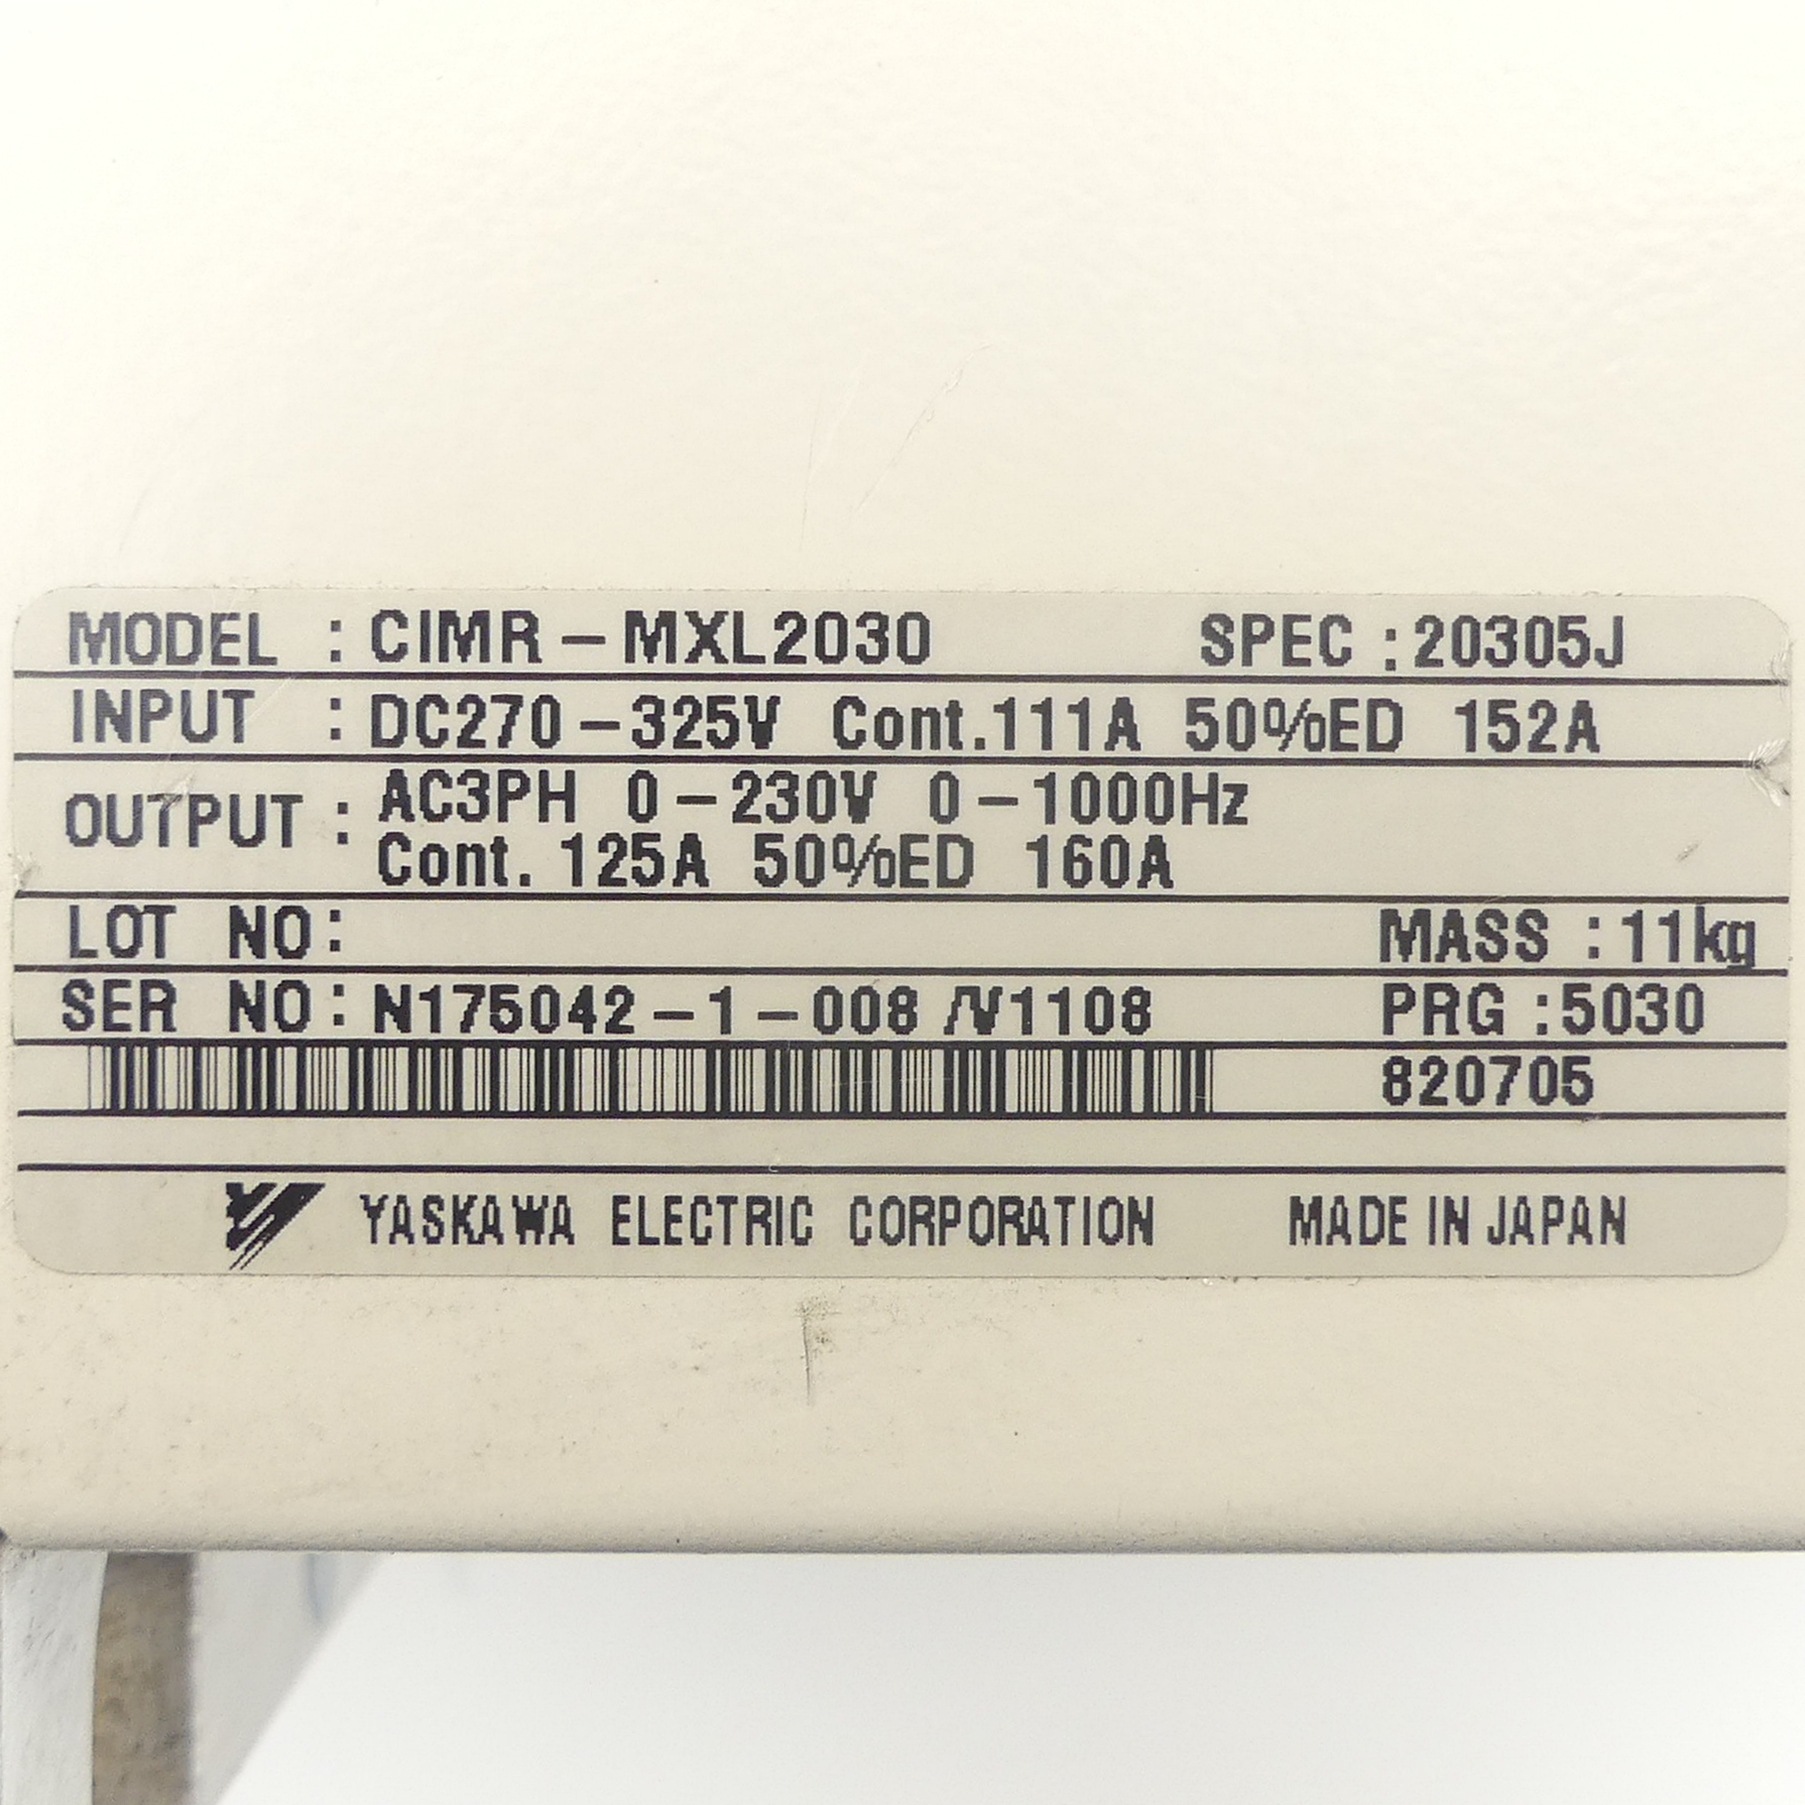 MODEL : CIMR-MXL2030 SPEC :20305J
INPUT : DC270-325V Cont.111A 50%ED 152A
OUTPUT : AC3PH 0-230V 0-1000Hz
Cont. 125A 50%ED 160A
LOT NO: MASS :11kg
SER NO: N175042-1-008 /V1108 PRG :5030
820705
YASKAWA ELECTRIC CORPORATION MADE IN JAPAN